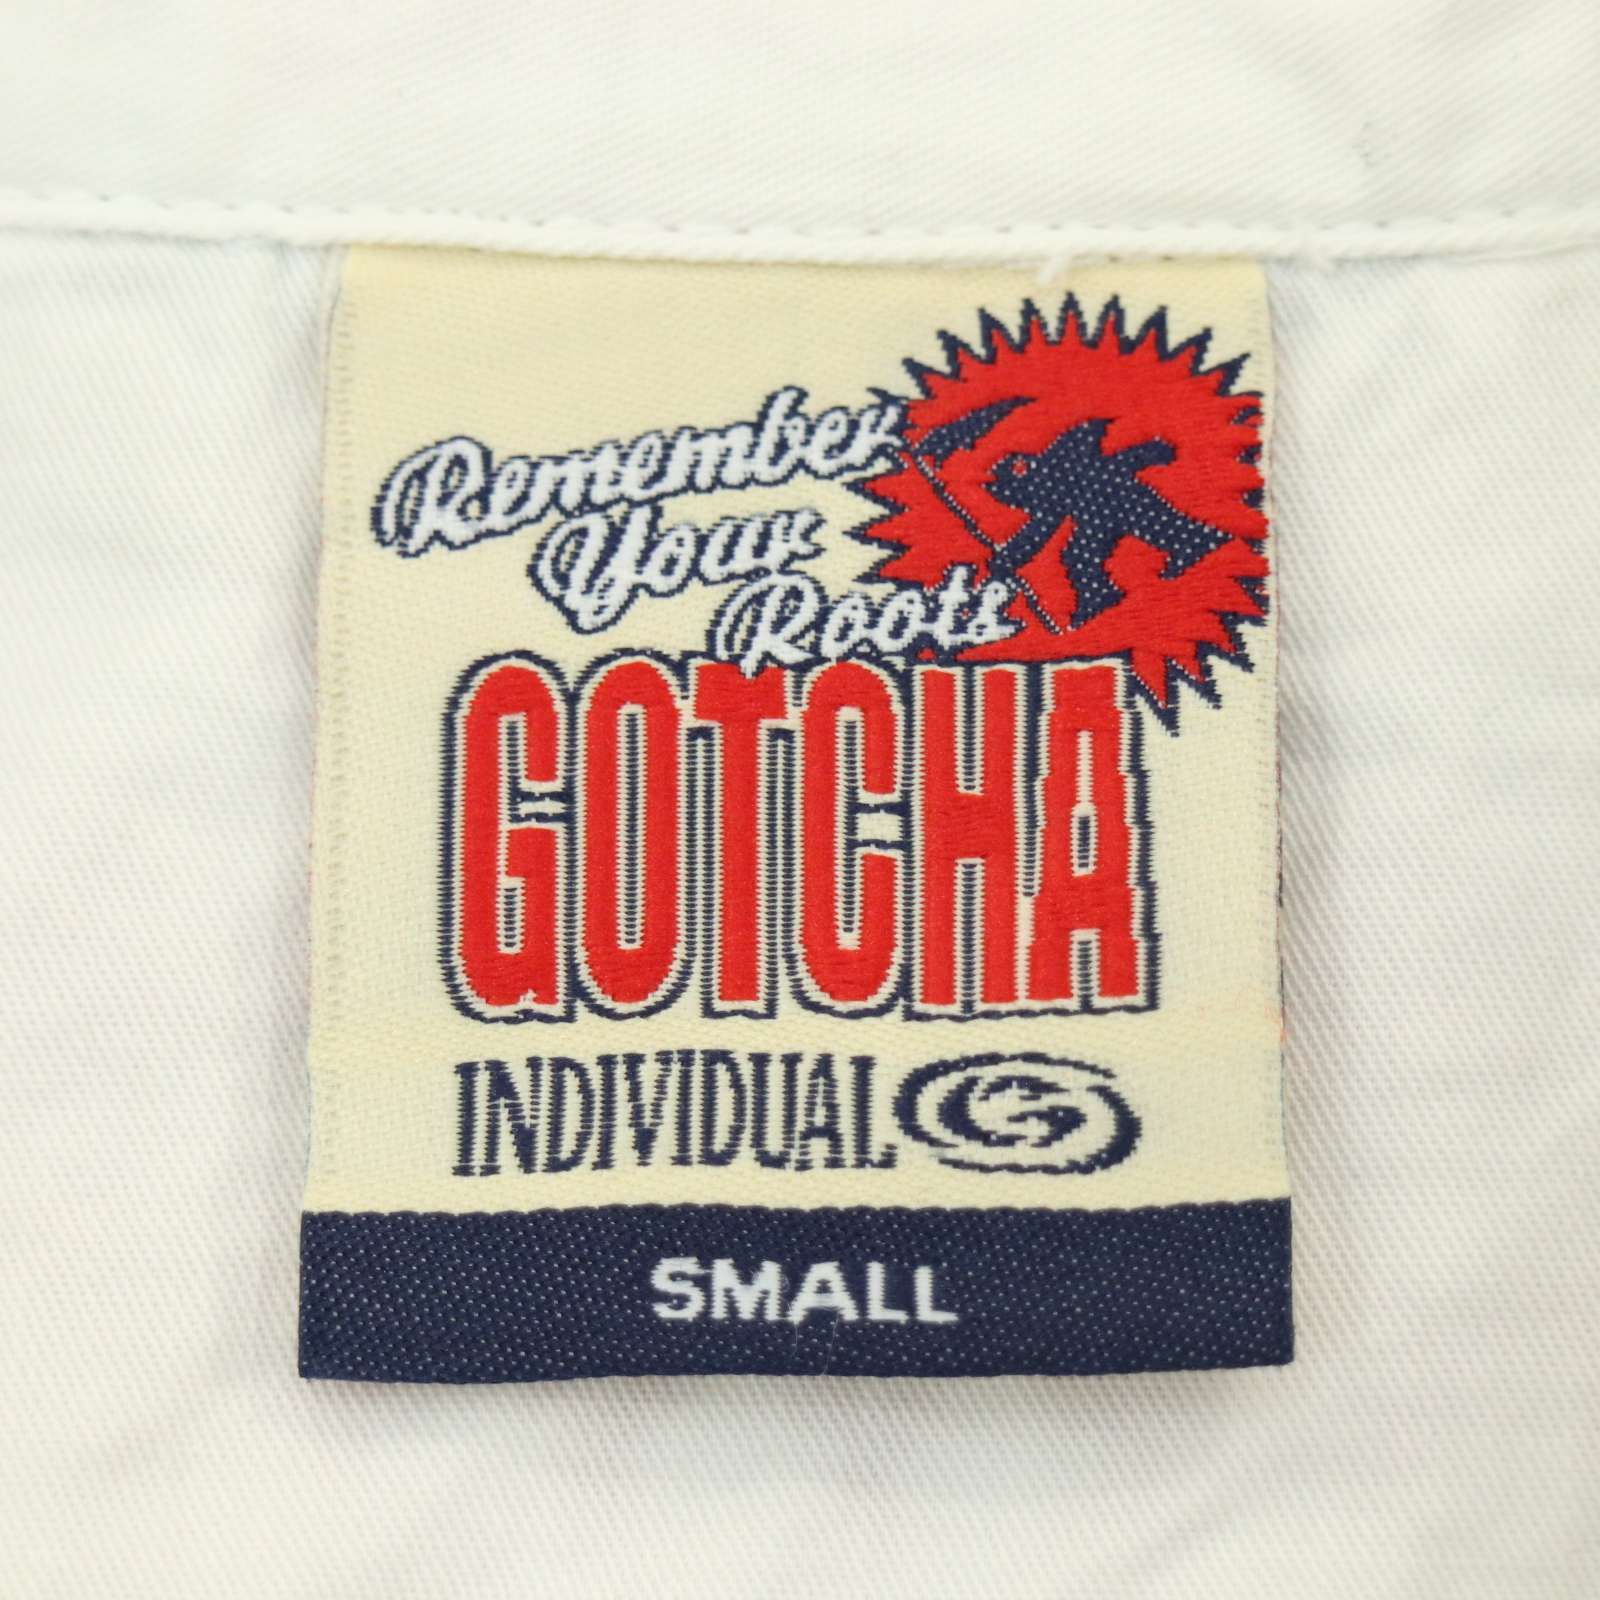 Remember
Your
Roots
GOTCHA
INDIVIDUAL
SMALL